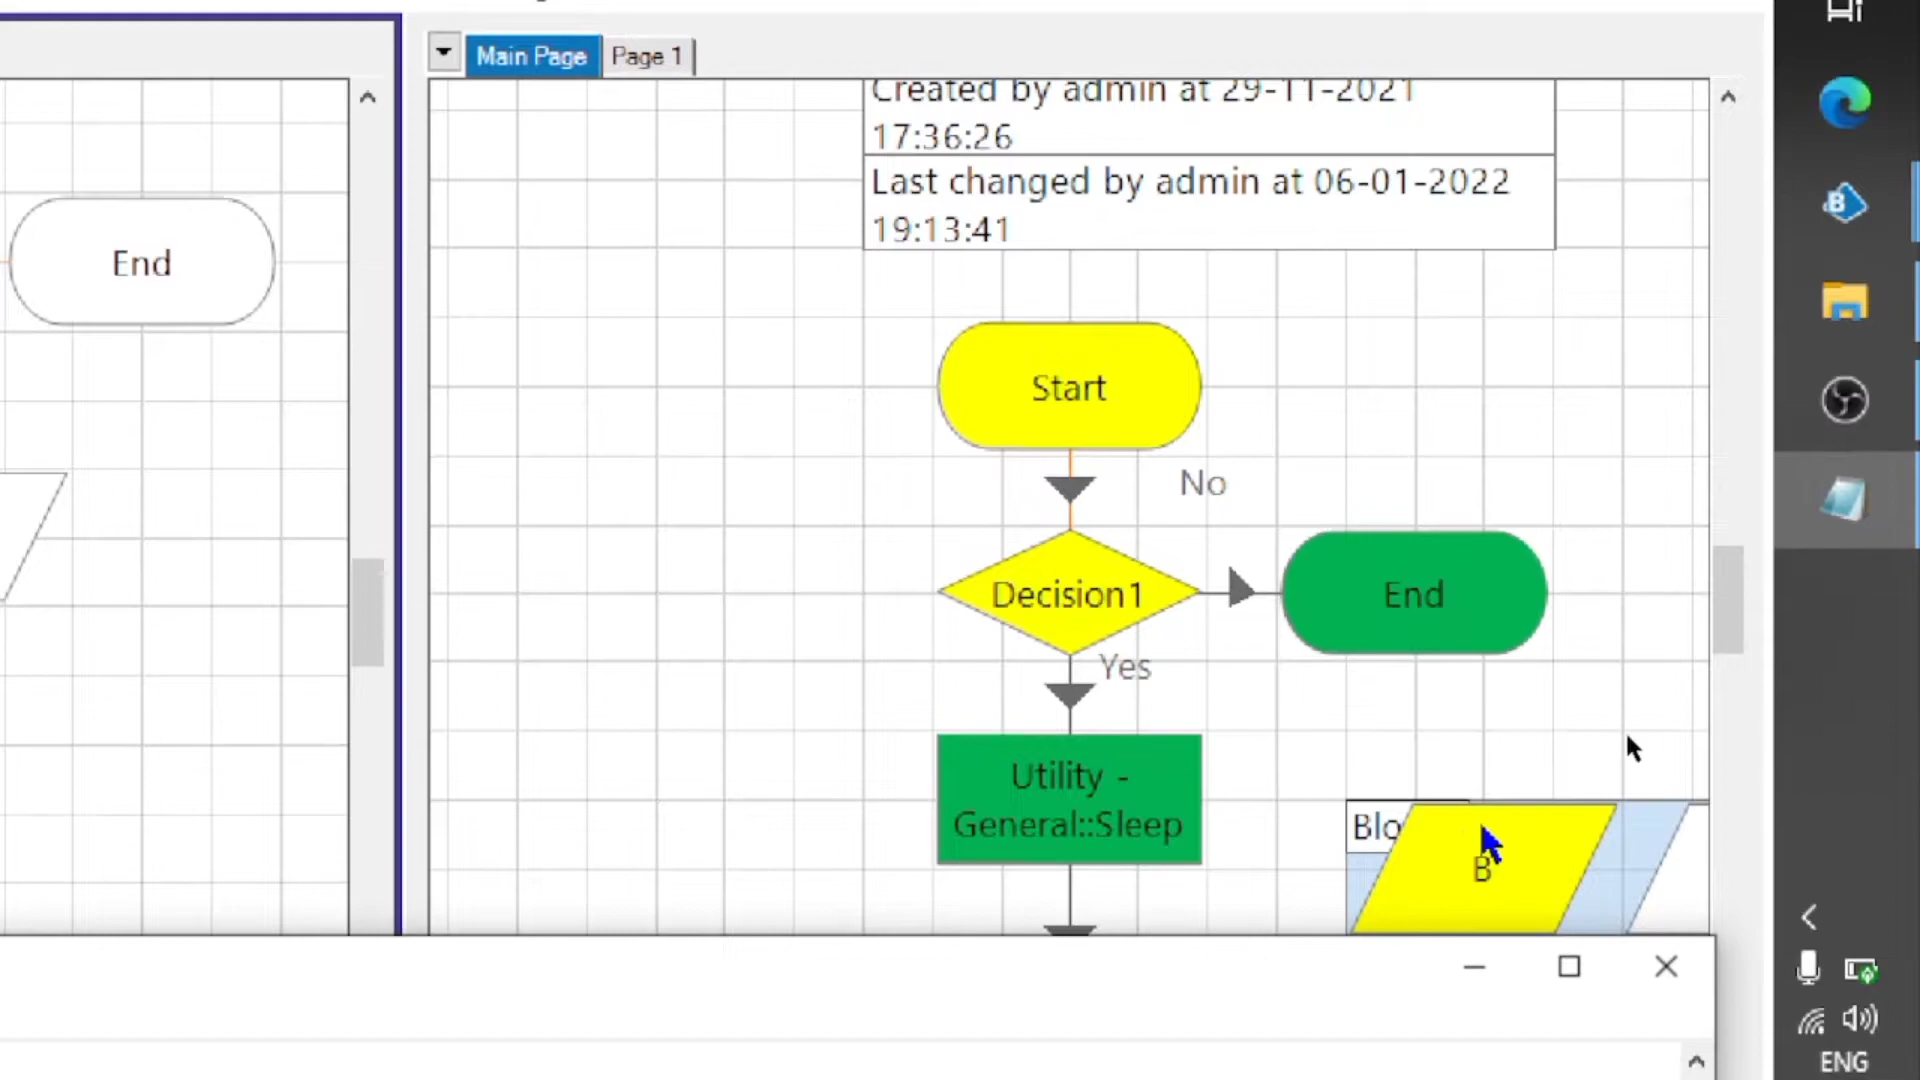 Main Page
Page 1
Created by admin at 29-11-2021
17:36:26
Last changed by admin at 06-01-2022
19:13:41
End
Start
No
Decision1
End
Yes
Utility -
General::Sleep
Blo
B
ENG